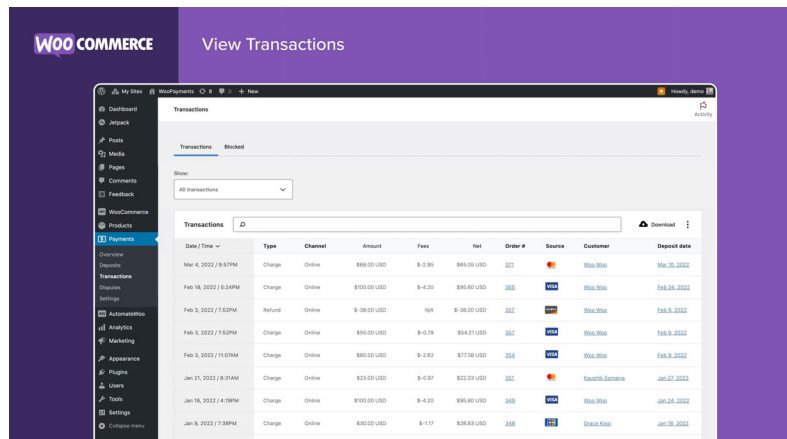 WOO COMMERCE
View Transactions
My Sites WooPayments 8 0 + New Howdy, demo
Dashboard
Jetpack
Posts
Media
Pages
Comments
Feedback
WooCommerce
Products
Payments
Overview
Deposits
Transactions
Disputes
Settings
AutomateWoo
Analytics
Marketing
Appearance
Plugins
Users
Tools
Settings
Collapse menu
Transactions
Activity
Transactions Blocked
Show:
All transactions
Transactions Download
Date / Time Type Channel Amount Fees Net Order # Source Customer Deposit date
Mar 4, 2022 / 9:57PM Charge Online $68.00 USD $-2.95 $65.05 USD 371 Woo Woo Mar 10, 2022
Feb 18, 2022 / 5:34PM Charge Online $100.00 USD $-4.20 $95.80 USD 365 VISA Woo Woo Feb 24, 2022
Feb 3, 2022 / 7:52PM Refund Online $-38.00 USD N/A $-38.00 USD 357 Woo Woo Feb 9, 2022
Feb 3, 2022 / 7:53PM Charge Online $55.00 USD $-0.79 $54.21 USD 357 VISA Woo Woo Feb 9, 2022
Feb 3, 2022 / 11:07AM Charge Online $80.00 USD $-2.62 $77.38 USD 354 VISA Woo Woo Feb 9, 2022
Jan 21, 2022 / 8:31AM Charge Online $23.00 USD $-0.97 $22.03 USD 351 Kaushik Somaiya Jan 27, 2022
Jan 18, 2022 / 4:19PM Charge Online $100.00 USD $-4.20 $95.80 USD 349 VISA Woo Woo Jan 24, 2022
Jan 9, 2022 / 7:39PM Charge Online $30.00 USD $-1.17 $28.83 USD 348 Grace Kissi Jan 18, 2022